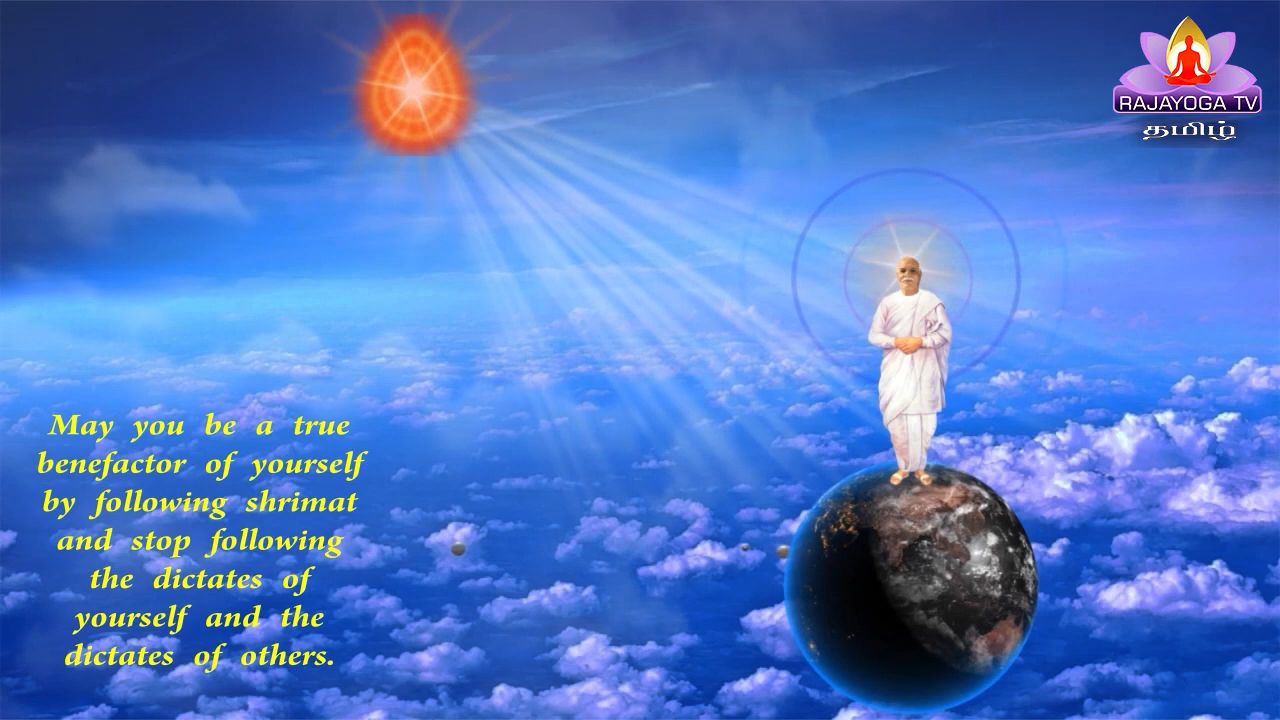 RAJAYOGA TV
தமிழ்
May you be a true
benefactor of yourself
by following shrimat
and stop following
the dictates of
yourself and the
dictates of others.